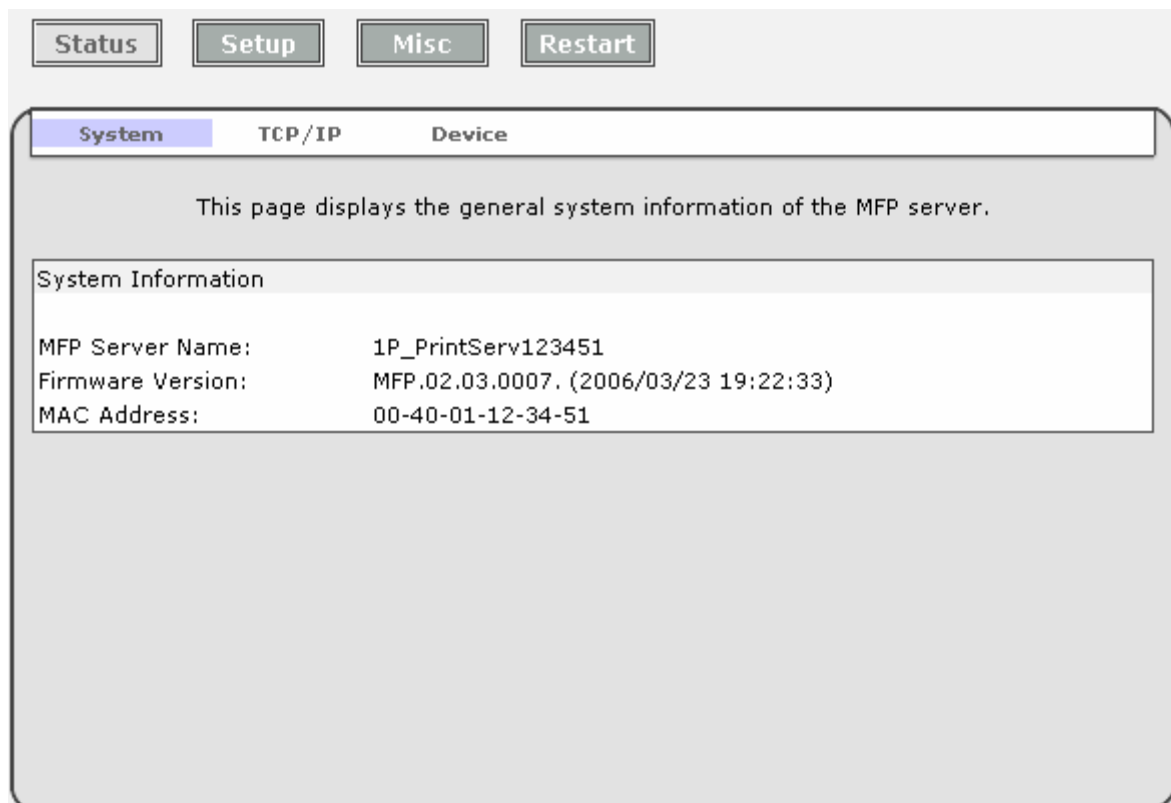 Status Setup Misc Restart
System TCP/IP Device
This page displays the general system information of the MFP server.
System Information
MFP Server Name: 1P_PrintServ123451
Firmware Version: MFP.02.03.0007. (2006/03/23 19:22:33)
MAC Address: 00-40-01-12-34-51